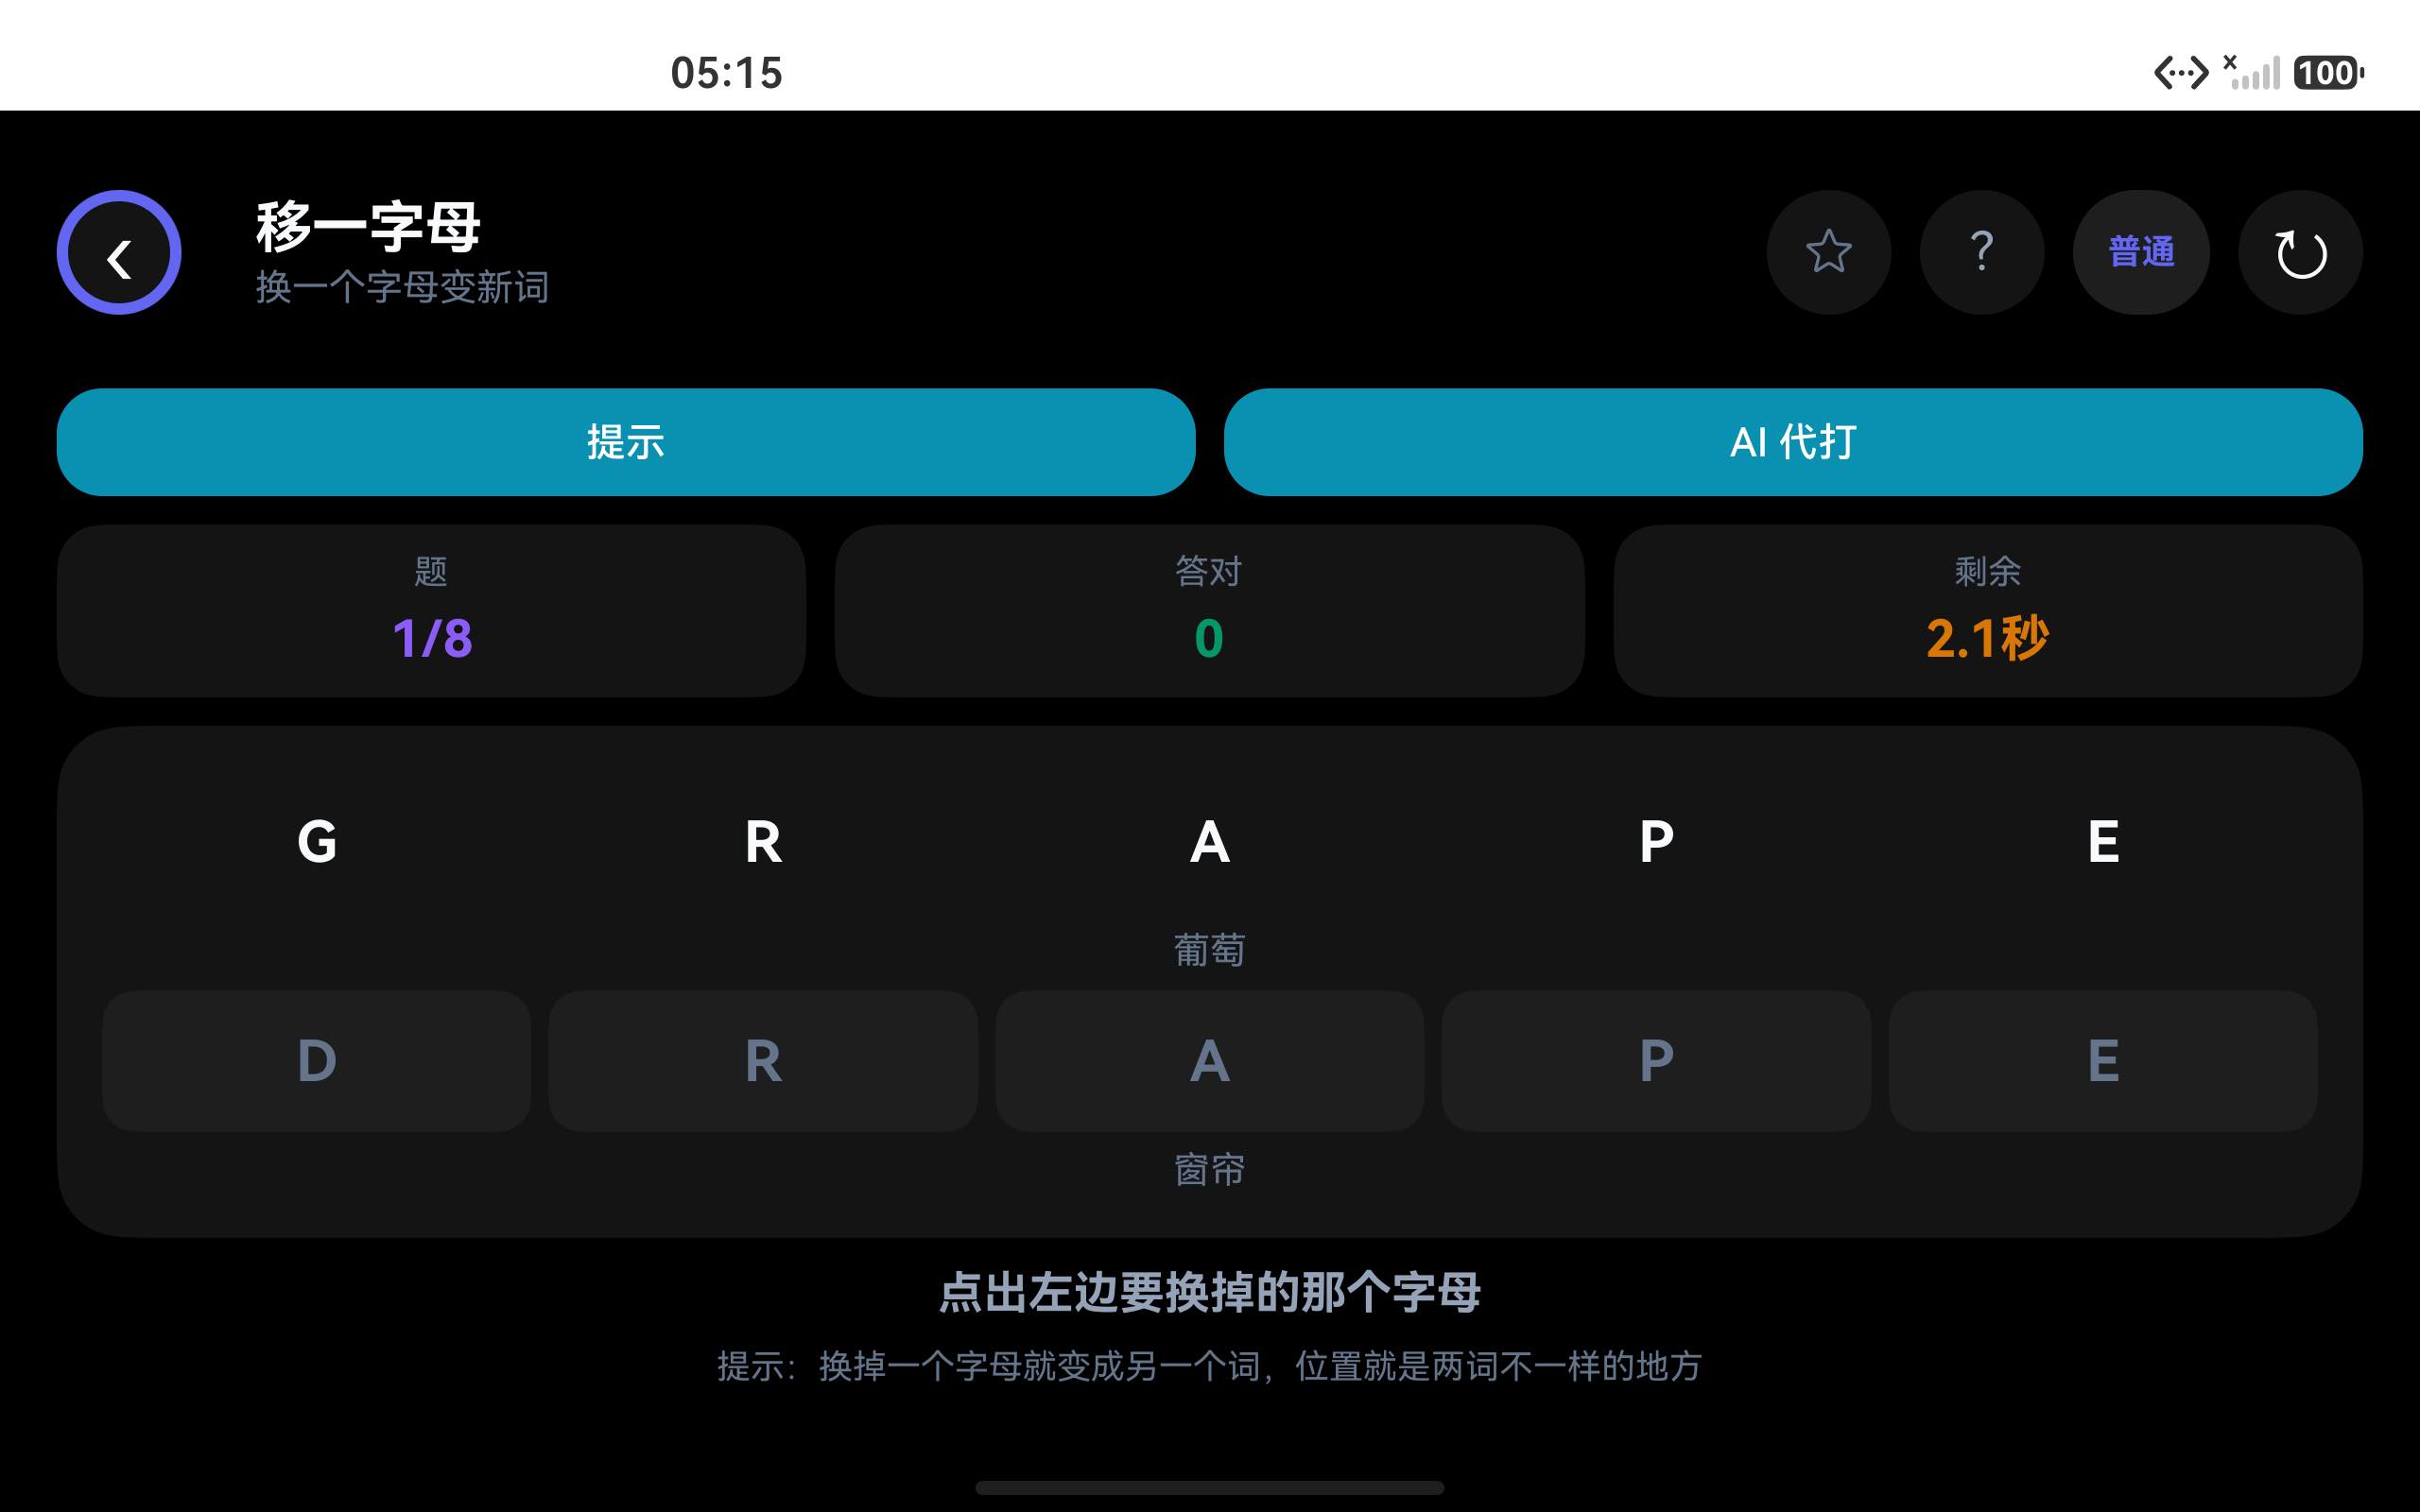 05:15
100
移一字母
换一个字母变新词
?
普通
提示
AI 代打
题
答对
剩余
1/8
0
2.1秒
G R A P E
葡萄
D R A P E
窗帘
点出左边要换掉的那个字母
提示：换掉一个字母就变成另一个词，位置就是两词不一样的地方